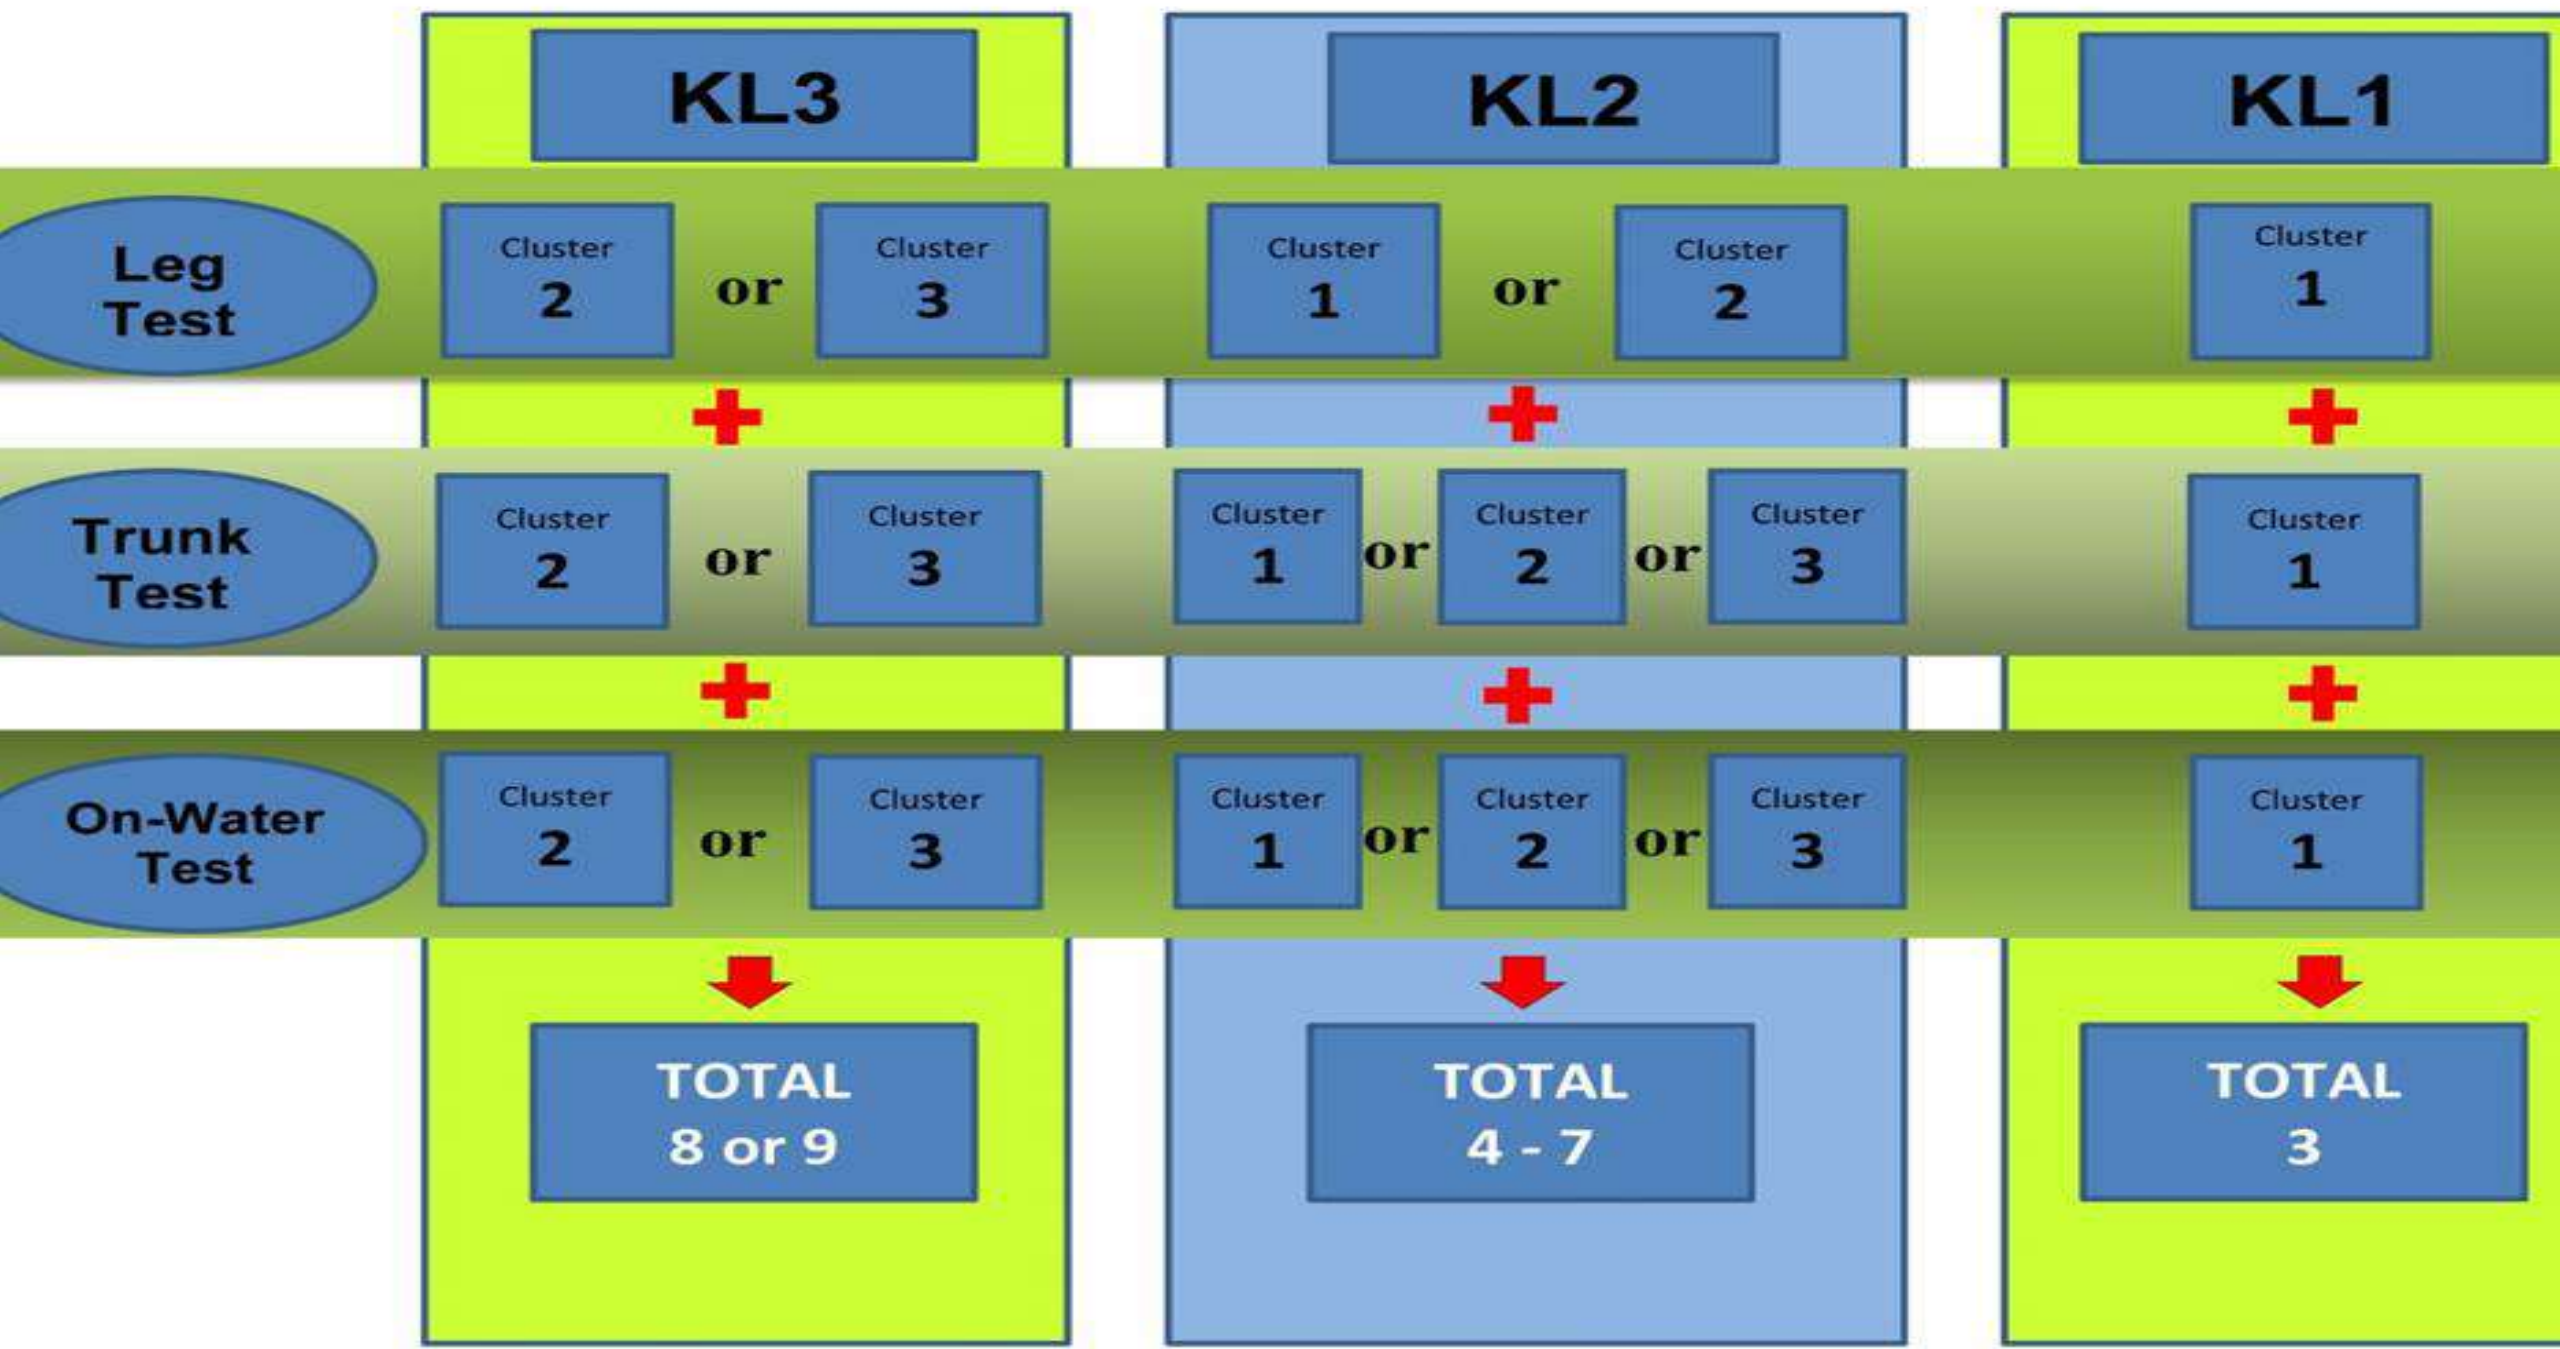 KL3 KL2 KL1
Leg
Test
Cluster
2
or
Cluster
3
Cluster
1
or
Cluster
2
Cluster
1
Trunk
Test
Cluster
2
or
Cluster
3
Cluster
1
or
Cluster
2
or
Cluster
3
Cluster
1
On-Water
Test
Cluster
2
or
Cluster
3
Cluster
1
or
Cluster
2
or
Cluster
3
Cluster
1
TOTAL
8 or 9
TOTAL
4 - 7
TOTAL
3